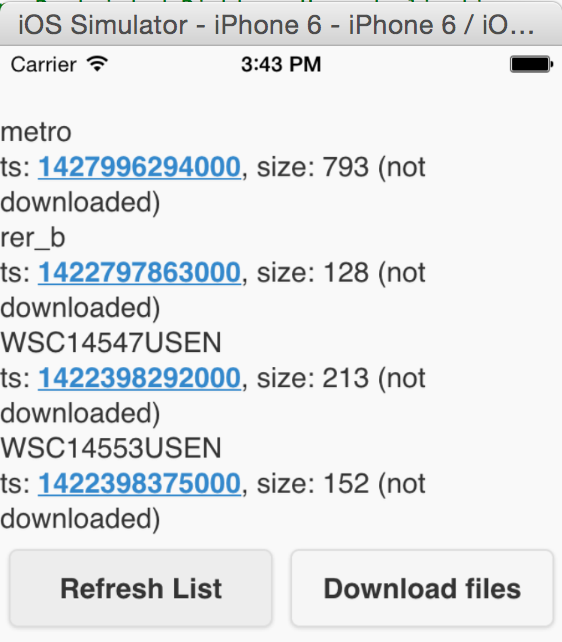 iOS Simulator - iPhone 6 - iPhone 6 / iO...
Carrier 3:43 PM
metro
ts: 1427996294000, size: 793 (not
downloaded)
rer_b
ts: 1422797863000, size: 128 (not
downloaded)
WSC14547USEN
ts: 1422398292000, size: 213 (not
downloaded)
WSC14553USEN
ts: 1422398375000, size: 152 (not
downloaded)
Refresh List Download files